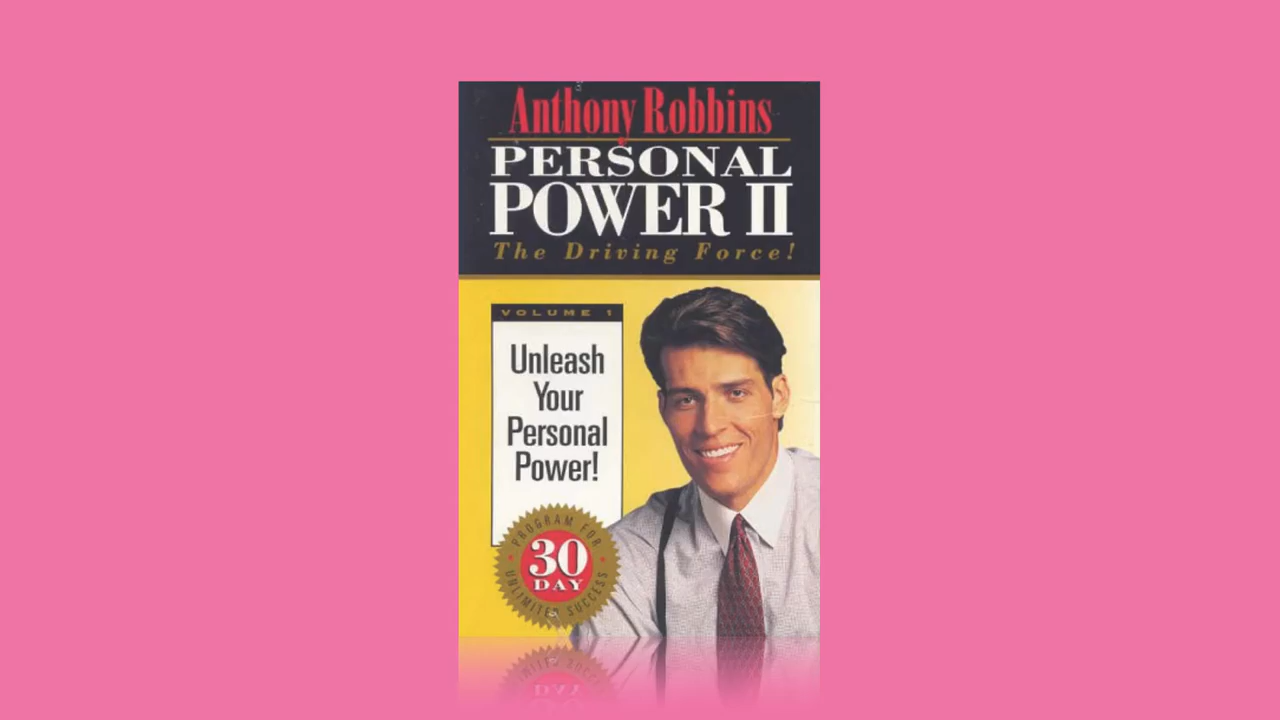 Anthony Robbins
PERSONAL
POWER II
The Driving Force!
VOLUME 1
Unleash
Your
Personal
Power!
PROGRAM FOR
30
DAY
UNLIMITED SUCCESS